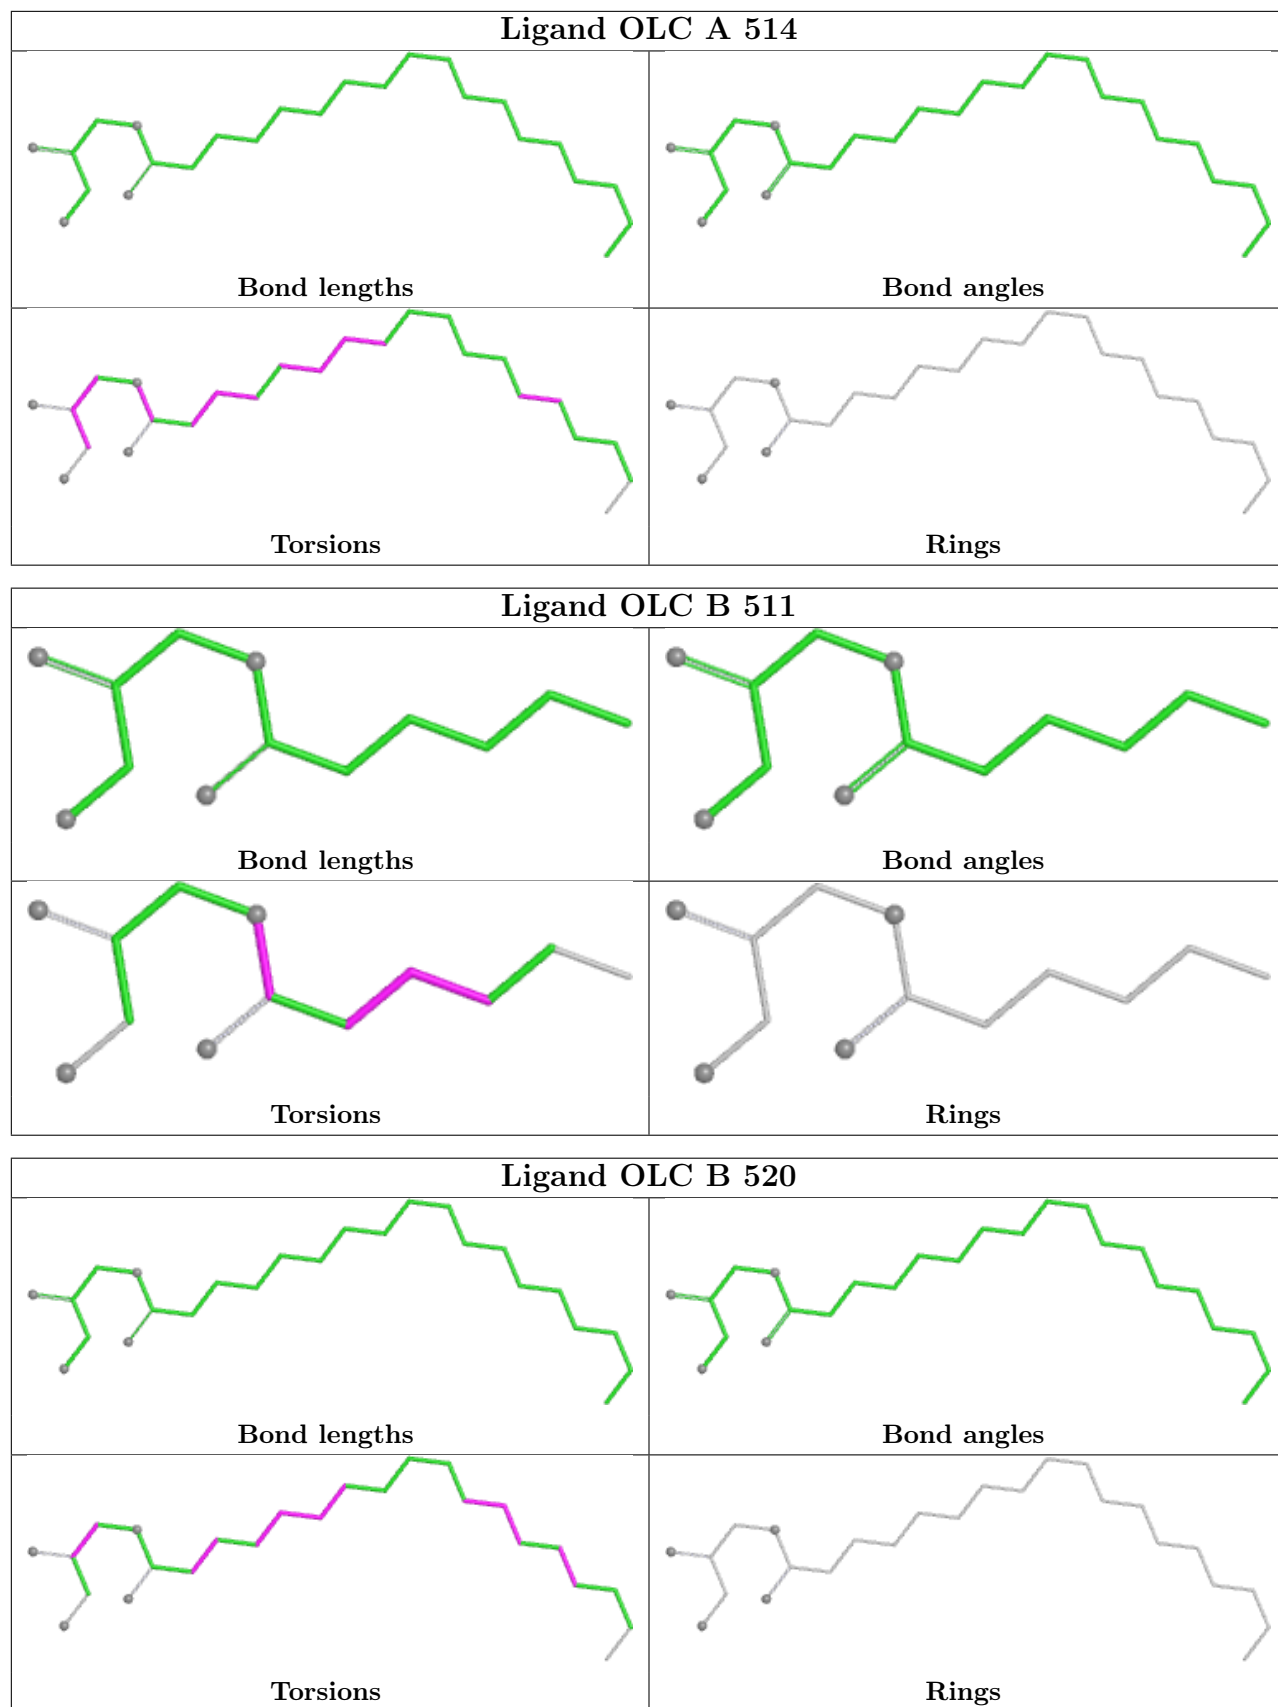 Ligand OLC A 514
Bond lengths
Bond angles
Torsions
Rings
Ligand OLC B 511
Bond lengths
Bond angles
Torsions
Rings
Ligand OLC B 520
Bond lengths
Bond angles
Torsions
Rings